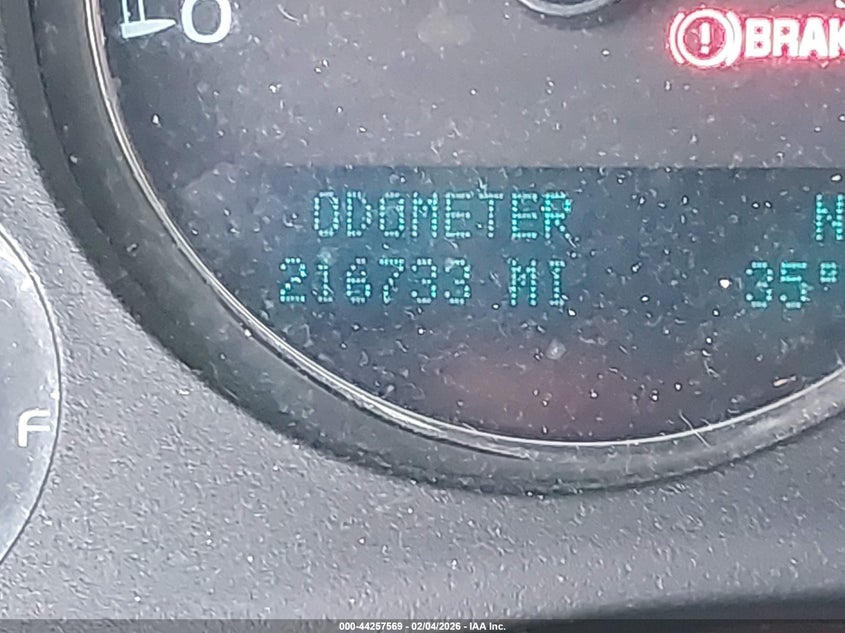 BRAK
ODOMETER
N
216733 MI
35°
F
000-44257569 - 02/04/2026 - IAA Inc.